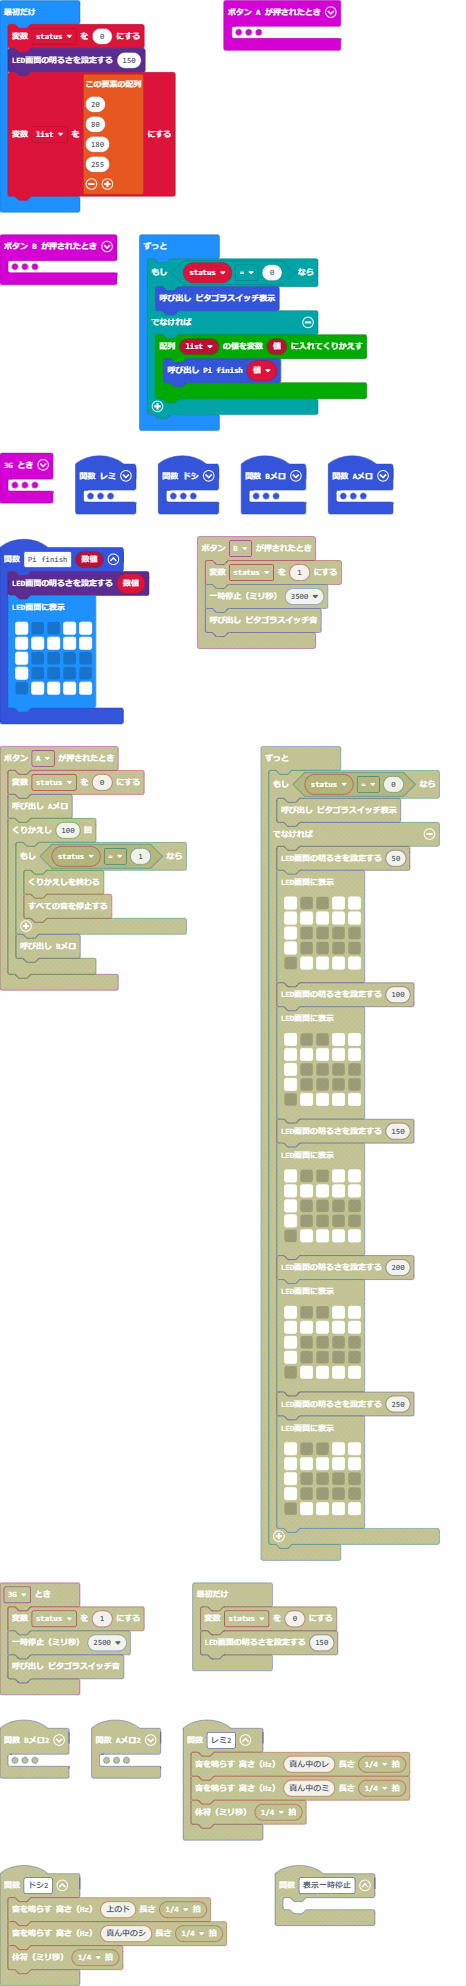 最初だけ
変数 status を 0 にする
LED画面の明るさを設定する 150
変数 list を この要素の配列 にする
20
80
180
255
ボタン A が押されたとき
ボタン B が押されたとき
ずっと
もし status = 0 なら
呼び出し ピタゴラスイッチ表示
でなければ
配列 list の値を変数 値 に入れてくりかえす
呼び出し Pi finish 値
3G とき
関数 レミ
関数 ドシ
関数 Bメロ
関数 Aメロ
関数 Pi finish 数値
LED画面の明るさを設定する 数値
LED画面に表示
ボタン B が押されたとき
変数 status を 1 にする
一時停止 (ミリ秒) 3500
呼び出し ピタゴラスイッチ音
ボタン A が押されたとき
変数 status を 0 にする
呼び出し Aメロ
くりかえし 100 回
もし status = 1 なら
くりかえしを終わる
すべての音を停止する
呼び出し Bメロ
ずっと
もし status = 0 なら
呼び出し ピタゴラスイッチ表示
でなければ
LED画面の明るさを設定する 50
LED画面に表示
LED画面の明るさを設定する 100
LED画面に表示
LED画面の明るさを設定する 150
LED画面に表示
LED画面の明るさを設定する 200
LED画面に表示
LED画面の明るさを設定する 250
LED画面に表示
3G とき
変数 status を 1 にする
一時停止 (ミリ秒) 2500
呼び出し ピタゴラスイッチ音
最初だけ
変数 status を 0 にする
LED画面の明るさを設定する 150
関数 Bメロ2
関数 Aメロ2
関数 レミ2
音を鳴らす 高さ (Hz) 真ん中のレ 長さ 1/4 拍
音を鳴らす 高さ (Hz) 真ん中のミ 長さ 1/4 拍
休符 (ミリ秒) 1/4 拍
関数 ドシ2
音を鳴らす 高さ (Hz) 上のド 長さ 1/4 拍
音を鳴らす 高さ (Hz) 真ん中のシ 長さ 1/4 拍
休符 (ミリ秒) 1/4 拍
関数 表示一時停止